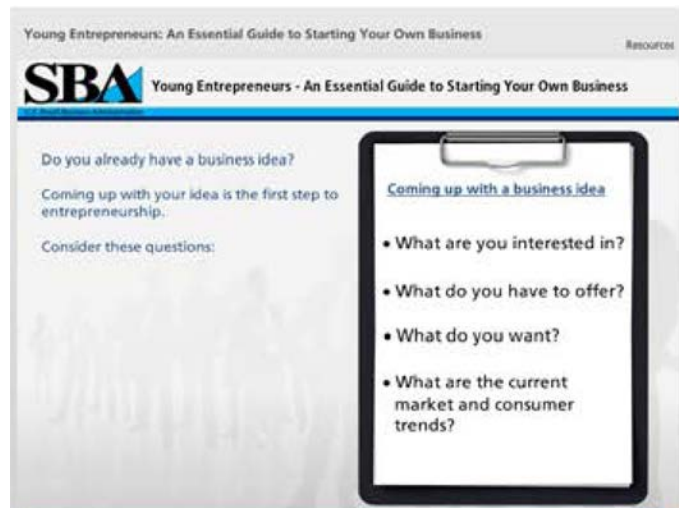 Young Entrepreneurs: An Essential Guide to Starting Your Own Business
Resources
SBA
Young Entrepreneurs - An Essential Guide to Starting Your Own Business
Do you already have a business idea?
Coming up with your idea is the first step to
entrepreneurship.
Consider these questions:
Coming up with a business idea
• What are you interested in?
• What do you have to offer?
• What do you want?
• What are the current
market and consumer
trends?